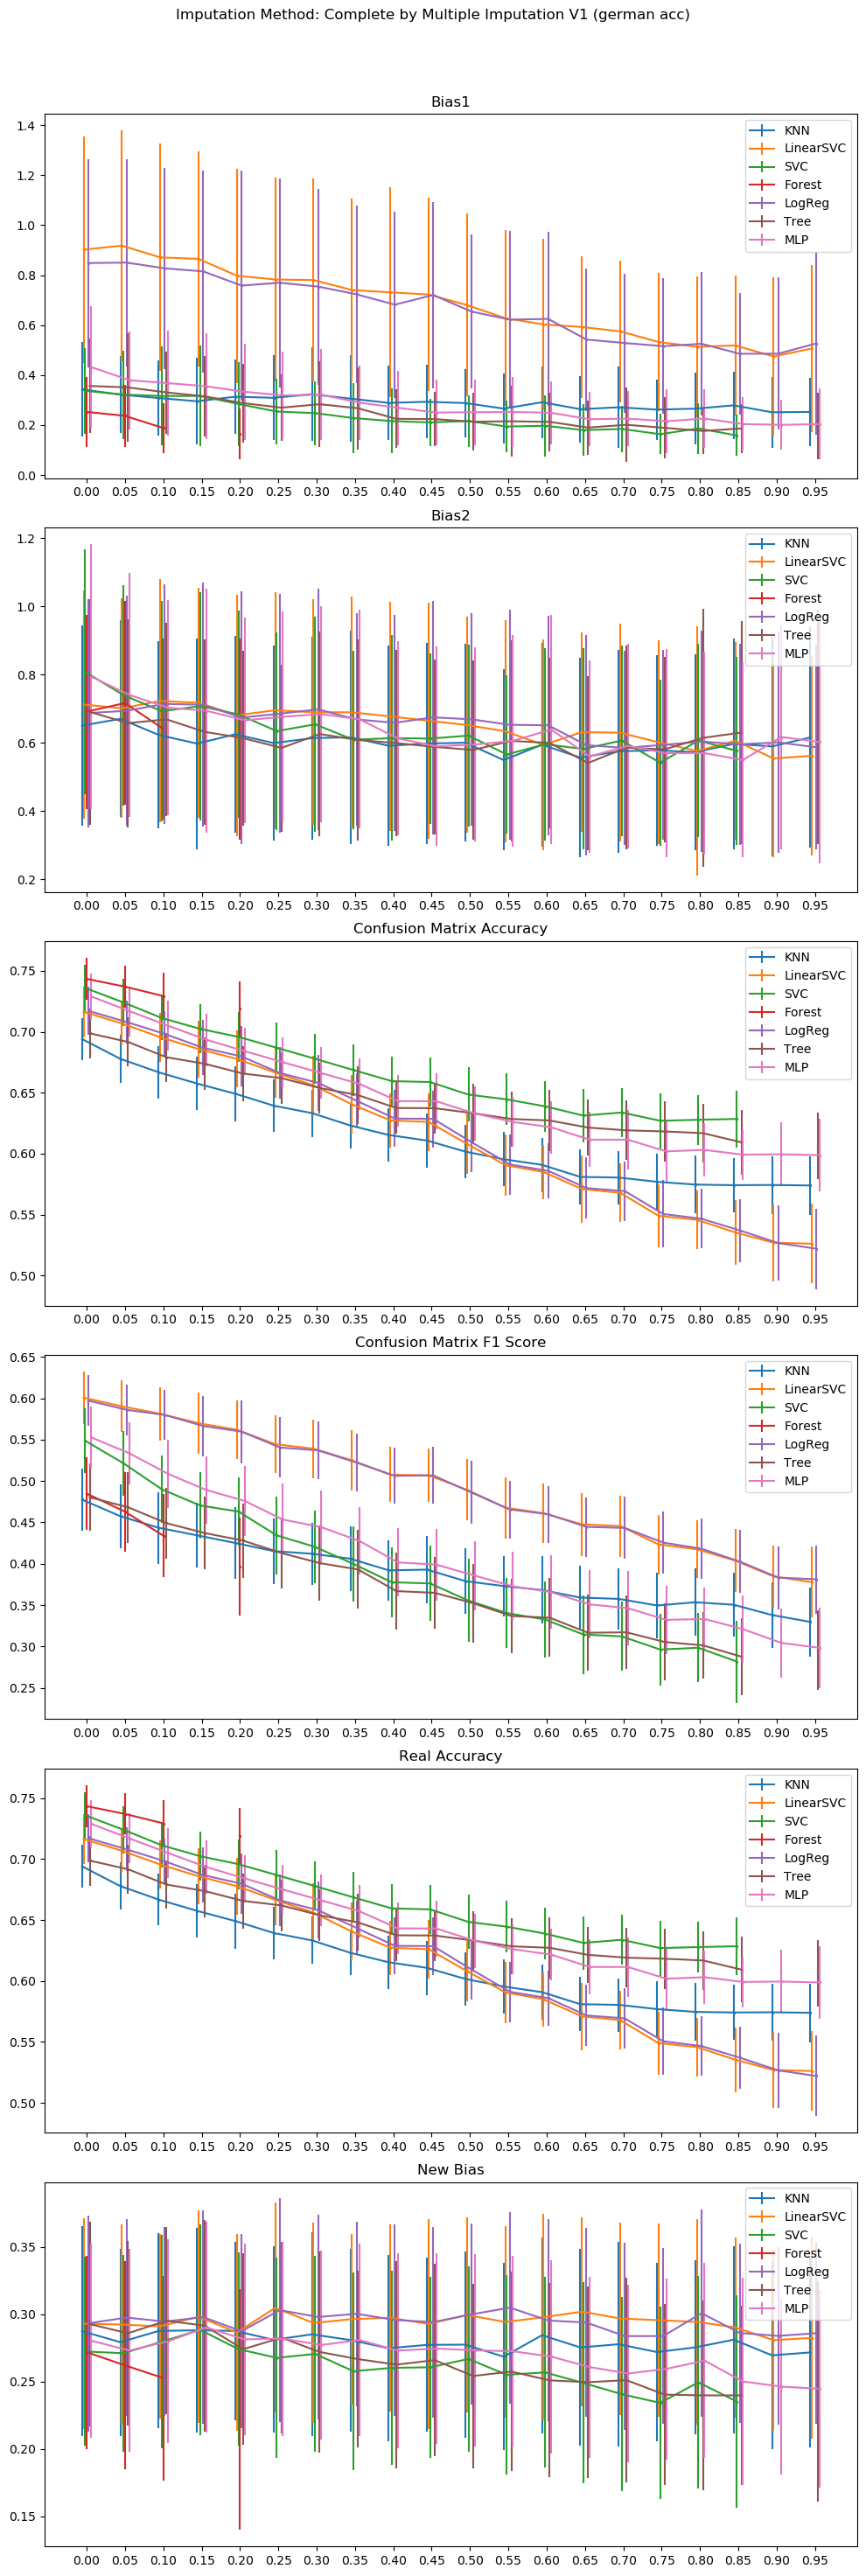 Imputation Method: Complete by Multiple Imputation V1 (german acc)
Bias1
1.4
1.2
1.0
0.8
0.6
0.4
0.2
0.0
KNN
LinearSVC
SVC
Forest
LogReg
Tree
MLP
0.00 0.05 0.10 0.15 0.20 0.25 0.30 0.35 0.40 0.45 0.50 0.55 0.60 0.65 0.70 0.75 0.80 0.85 0.90 0.95
Bias2
1.2
1.0
0.8
0.6
0.4
0.2
KNN
LinearSVC
SVC
Forest
LogReg
Tree
MLP
0.00 0.05 0.10 0.15 0.20 0.25 0.30 0.35 0.40 0.45 0.50 0.55 0.60 0.65 0.70 0.75 0.80 0.85 0.90 0.95
Confusion Matrix Accuracy
0.75
0.70
0.65
0.60
0.55
0.50
KNN
LinearSVC
SVC
Forest
LogReg
Tree
MLP
0.00 0.05 0.10 0.15 0.20 0.25 0.30 0.35 0.40 0.45 0.50 0.55 0.60 0.65 0.70 0.75 0.80 0.85 0.90 0.95
Confusion Matrix F1 Score
0.65
0.60
0.55
0.50
0.45
0.40
0.35
0.30
0.25
KNN
LinearSVC
SVC
Forest
LogReg
Tree
MLP
0.00 0.05 0.10 0.15 0.20 0.25 0.30 0.35 0.40 0.45 0.50 0.55 0.60 0.65 0.70 0.75 0.80 0.85 0.90 0.95
Real Accuracy
0.75
0.70
0.65
0.60
0.55
0.50
KNN
LinearSVC
SVC
Forest
LogReg
Tree
MLP
0.00 0.05 0.10 0.15 0.20 0.25 0.30 0.35 0.40 0.45 0.50 0.55 0.60 0.65 0.70 0.75 0.80 0.85 0.90 0.95
New Bias
0.35
0.30
0.25
0.20
0.15
KNN
LinearSVC
SVC
Forest
LogReg
Tree
MLP
0.00 0.05 0.10 0.15 0.20 0.25 0.30 0.35 0.40 0.45 0.50 0.55 0.60 0.65 0.70 0.75 0.80 0.85 0.90 0.95